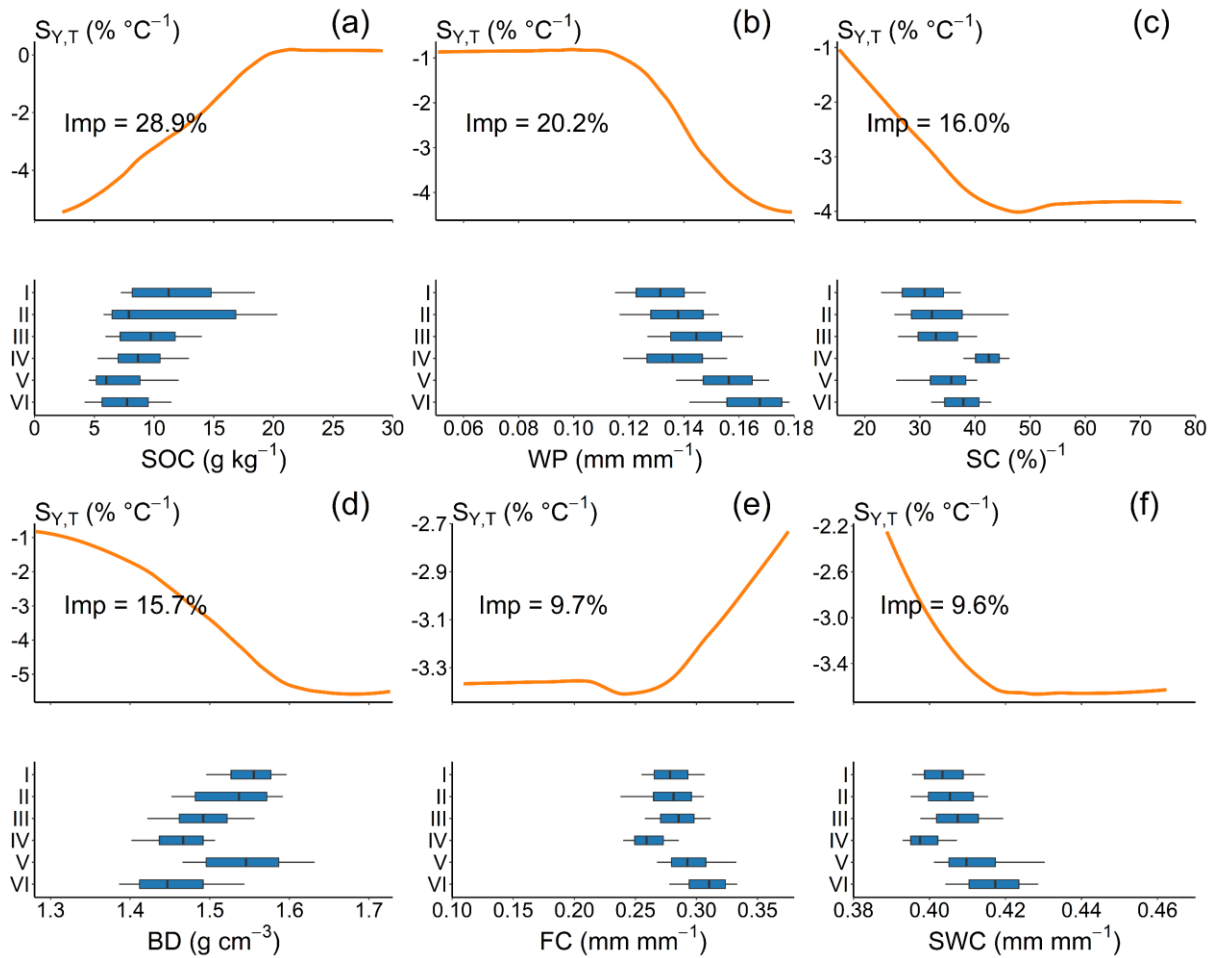 S_Y,T (% °C⁻¹) (a)
0
-2
-4
Imp = 28.9%
I
II
III
IV
V
VI
0 5 10 15 20 25 30
SOC (g kg⁻¹)
S_Y,T (% °C⁻¹) (b)
-1
-2
-3
-4
Imp = 20.2%
0.06 0.08 0.10 0.12 0.14 0.16 0.18
I
II
III
IV
V
VI
WP (mm mm⁻¹)
S_Y,T (% °C⁻¹) (c)
-1
-2
-3
-4
Imp = 16.0%
I
II
III
IV
V
VI
20 30 40 50 60 70 80
SC (%)⁻¹
S_Y,T (% °C⁻¹) (d)
-1
-2
-3
-4
-5
Imp = 15.7%
I
II
III
IV
V
VI
1.3 1.4 1.5 1.6 1.7
BD (g cm⁻³)
S_Y,T (% °C⁻¹) (e)
-2.7
-2.9
-3.1
-3.3
Imp = 9.7%
I
II
III
IV
V
VI
0.10 0.15 0.20 0.25 0.30 0.35
FC (mm mm⁻¹)
S_Y,T (% °C⁻¹) (f)
-2.2
-2.6
-3.0
-3.4
Imp = 9.6%
I
II
III
IV
V
VI
0.38 0.40 0.42 0.44 0.46
SWC (mm mm⁻¹)